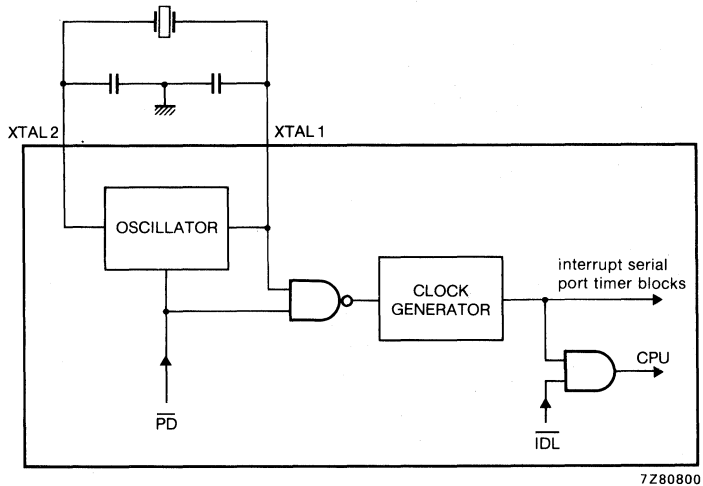 XTAL 2
XTAL 1
OSCILLATOR
CLOCK
GENERATOR
interrupt serial
port timer blocks
CPU
PD
IDL
7Z80800